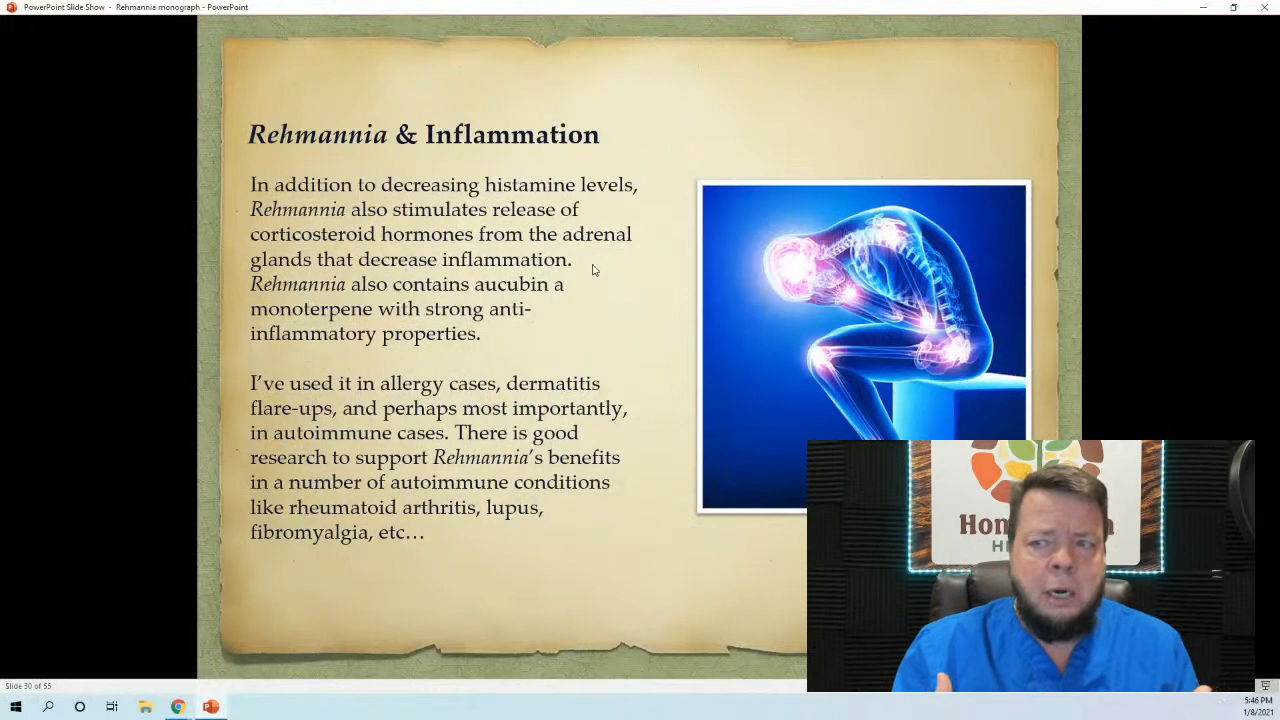 PowerPoint Slide Show - Rehmannia monograph - PowerPoint
Rehmannia & Inflammation
In addition to decreasing histamine levels,
Rehmannia also stimulates release of
corticosteroid hormones from the adrenal
glands that decrease inflammation.
Rehmannia also contains aucubin a
monoterpene with strong anti-
inflammatory properties.
I've used it in allergy cases, dermatitis
flare-ups, and perhaps most importantly,
in autoimmune cases. There is good
research to support Rehmannia's benefits
in a number of autoimmune conditions
like rheumatoid arthritis, lupus,
fibromyalgia, etc…
Slide 30 of 55
5:46 PM
1/8/2021